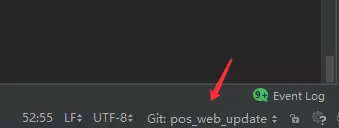 9+ Event Log
52:55 LF UTF-8 Git: pos_web_update